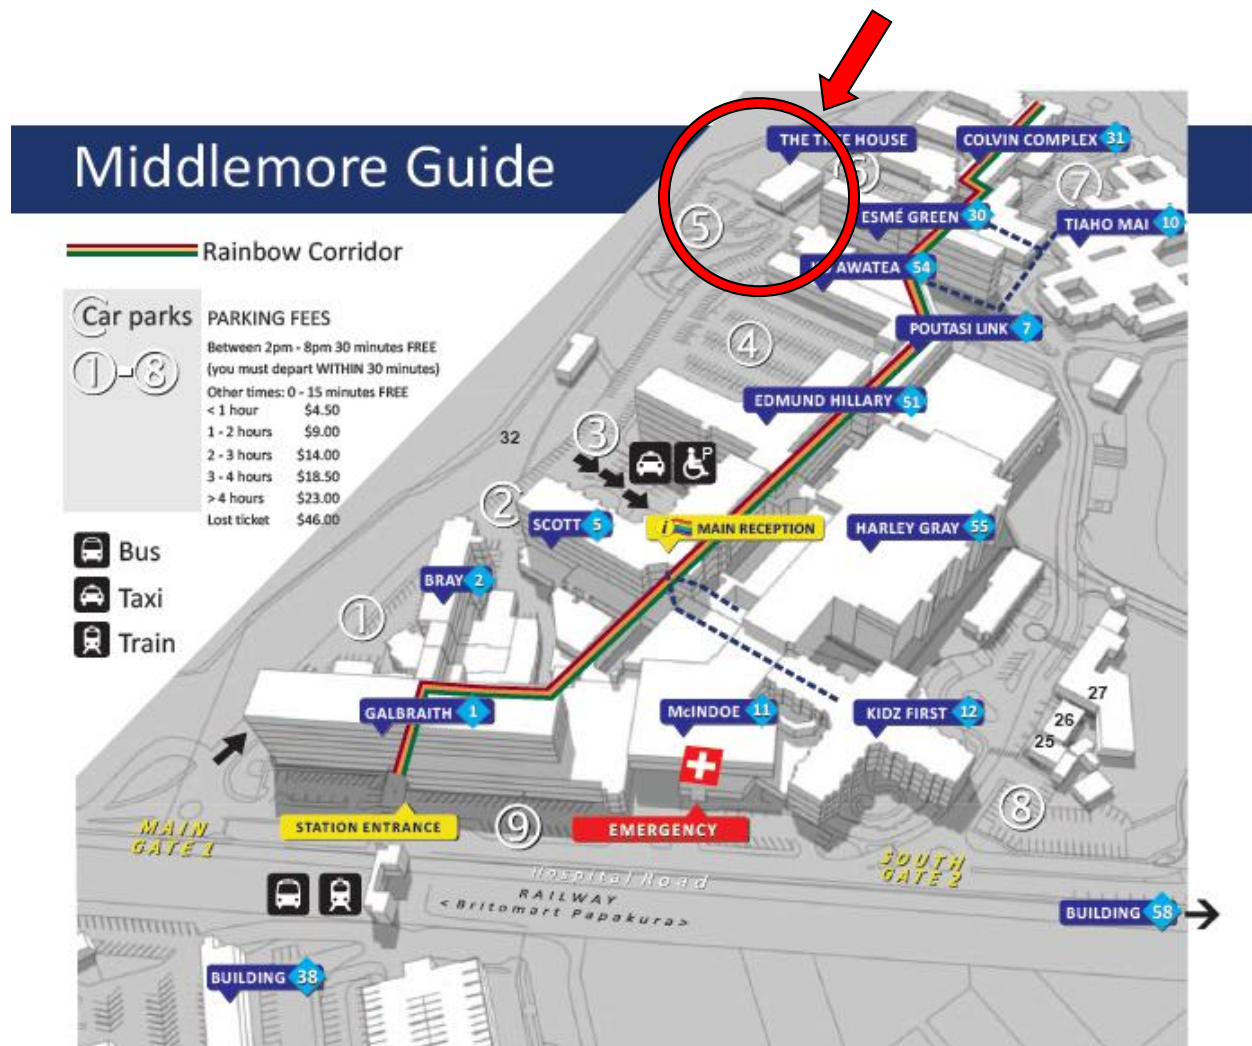 THE TREE HOUSE
COLVIN COMPLEX 31
Middlemore Guide
6
7
ESMÉ GREEN 30
TIAHO MAI 10
5
Rainbow Corridor
KO AWATEA 54
Car parks
1-8
PARKING FEES
Between 2pm - 8pm 30 minutes FREE
(you must depart WITHIN 30 minutes)
Other times: 0 - 15 minutes FREE
< 1 hour $4.50
1 - 2 hours $9.00
2 - 3 hours $14.00
3 - 4 hours $18.50
> 4 hours $23.00
Lost ticket $46.00
POUTASI LINK 7
4
EDMUND HILLARY 51
32
3
P
2
SCOTT 5
i MAIN RECEPTION
HARLEY GRAY 55
Bus
Taxi
Train
BRAY 2
1
GALBRAITH 1
McINDOE 11
KIDZ FIRST 12
27
26
25
8
MAIN
GATE 1
STATION ENTRANCE
9
EMERGENCY
SOUTH
GATE 2
Hospital Road
RAILWAY
< Britomart Papakura >
BUILDING 58
BUILDING 38